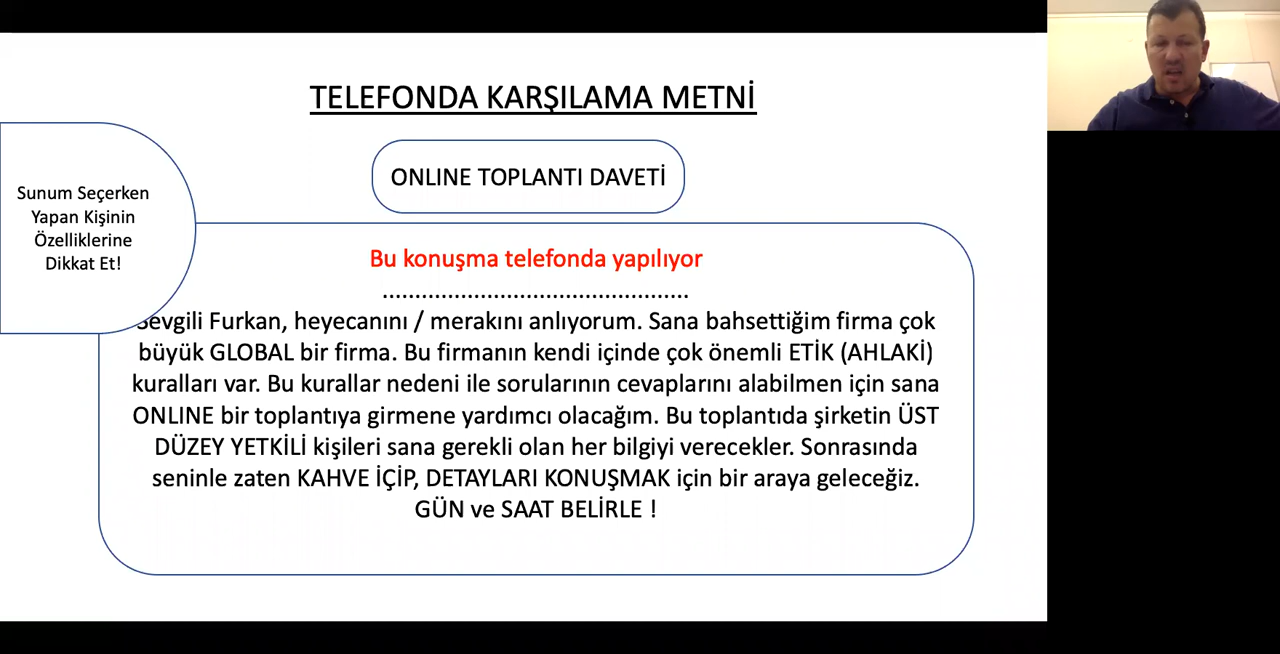 TELEFONDA KARŞILAMA METNİ
ONLINE TOPLANTI DAVETİ
Sunum Seçerken
Yapan Kişinin
Özelliklerine
Dikkat Et!
Bu konuşma telefonda yapılıyor
................................................
Sevgili Furkan, heyecanını / merakını anlıyorum. Sana bahsettiğim firma çok
büyük GLOBAL bir firma. Bu firmanın kendi içinde çok önemli ETİK (AHLAKİ)
kuralları var. Bu kurallar nedeni ile sorularının cevaplarını alabilmen için sana
ONLINE bir toplantıya girmene yardımcı olacağım. Bu toplantıda şirketin ÜST
DÜZEY YETKİLİ kişileri sana gerekli olan her bilgiyi verecekler. Sonrasında
seninle zaten KAHVE İÇİP, DETAYLARI KONUŞMAK için bir araya geleceğiz.
GÜN ve SAAT BELİRLE !